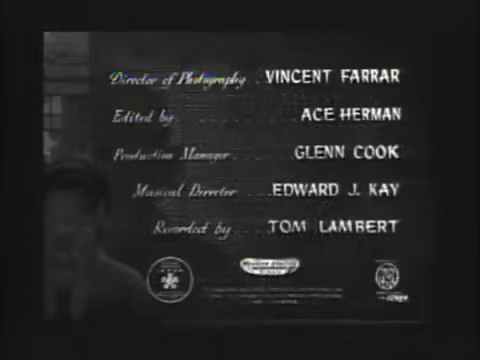 Director of Photography .. VINCENT FARRAR
Edited by ACE HERMAN
Production Manager GLENN COOK
Musical Director EDWARD J. KAY
Recorded by TOM LAMBERT